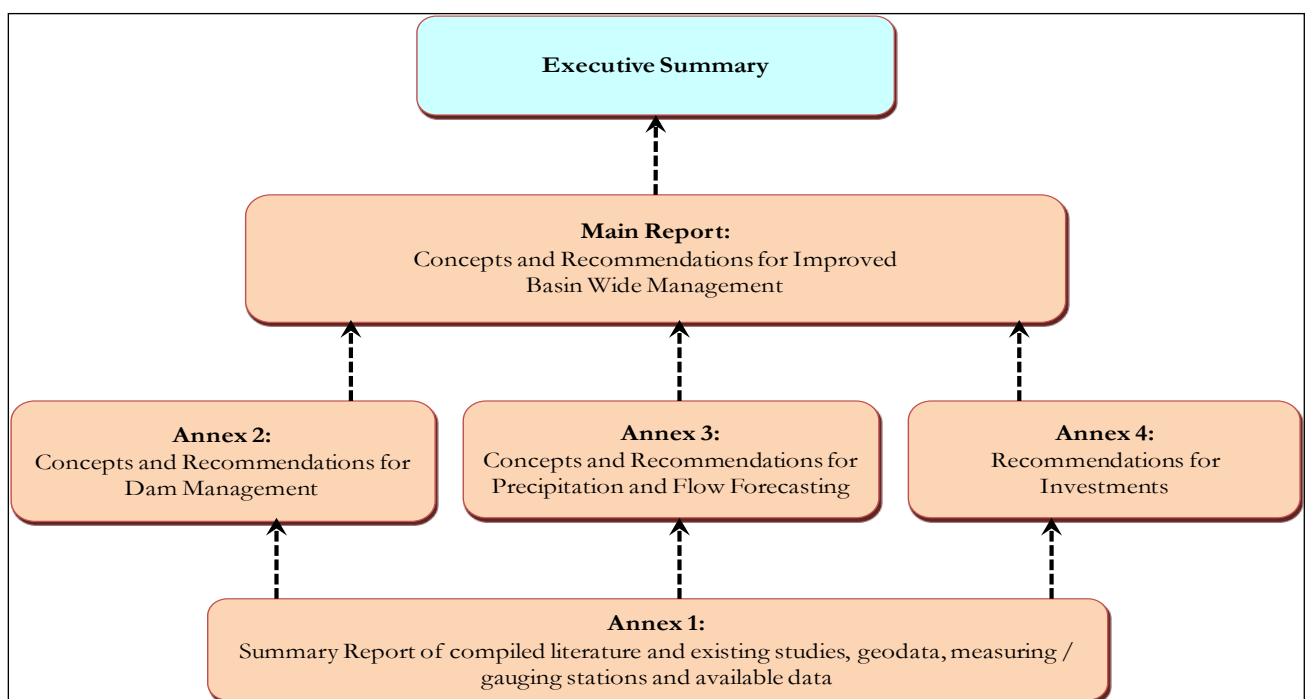 Executive Summary
Main Report:
Concepts and Recommendations for Improved
Basin Wide Management
Annex 2:
Concepts and Recommendations for
Dam Management
Annex 3:
Concepts and Recommendations for
Precipitation and Flow Forecasting
Annex 4:
Recommendations for
Investments
Annex 1:
Summary Report of compiled literature and existing studies, geodata, measuring /
gauging stations and available data